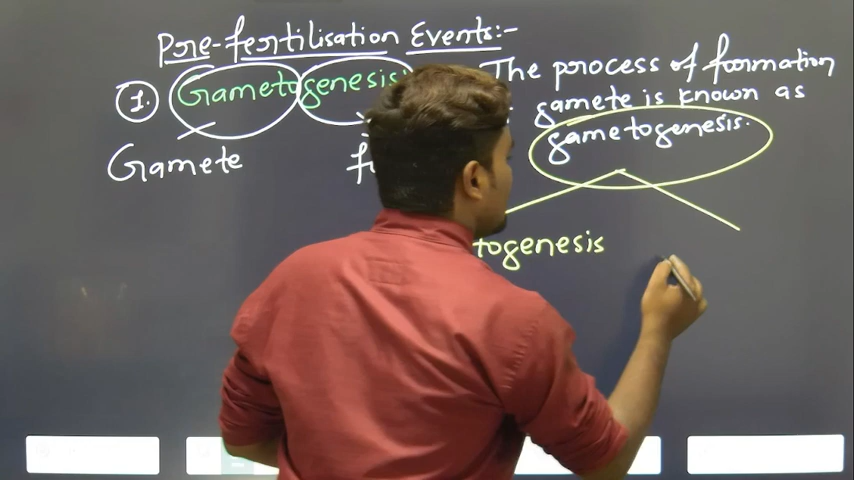 Pre-fertilisation Events:-
1. Gametogenesis:
Gamete
The process of formation
gamete is known as
gametogenesis.
togenesis